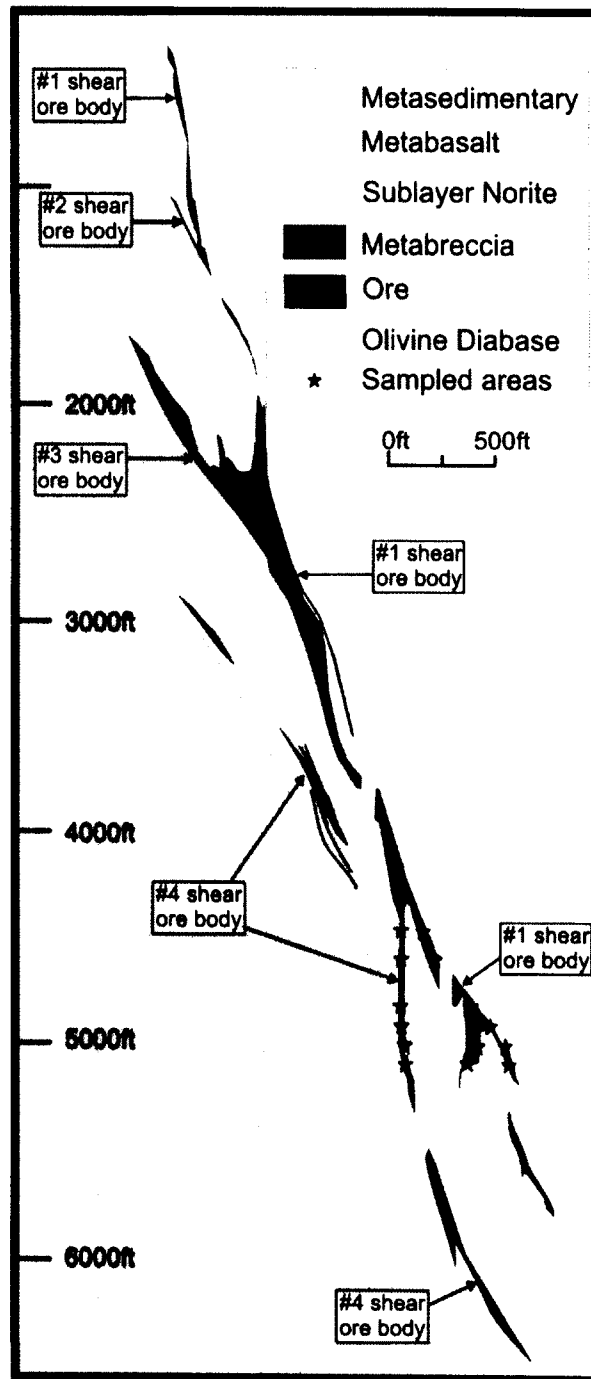 #1 shear
ore body
Metasedimentary
Metabasalt
Sublayer Norite
Metabreccia
Ore
Olivine Diabase
Sampled areas
#2 shear
ore body
0ft 500ft
2000ft
#3 shear
ore body
#1 shear
ore body
3000ft
4000ft
#4 shear
ore body
#1 shear
ore body
5000ft
6000ft
#4 shear
ore body